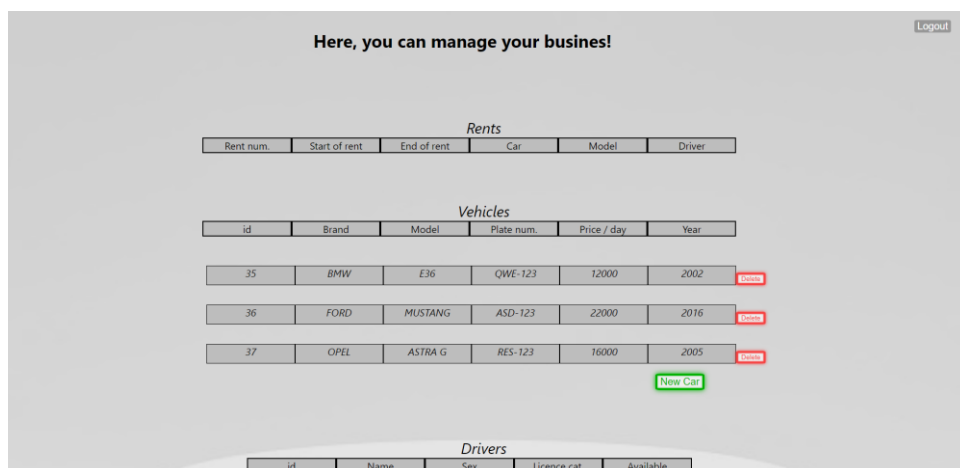 Logout
Here, you can manage your busines!
Rents
Rent num. Start of rent End of rent Car Model Driver
Vehicles
id Brand Model Plate num. Price / day Year
35 BMW E36 QWE-123 12000 2002 Delete
36 FORD MUSTANG ASD-123 22000 2016 Delete
37 OPEL ASTRA G RES-123 16000 2005 Delete
New Car
Drivers
id Name Sex Licence cat. Available